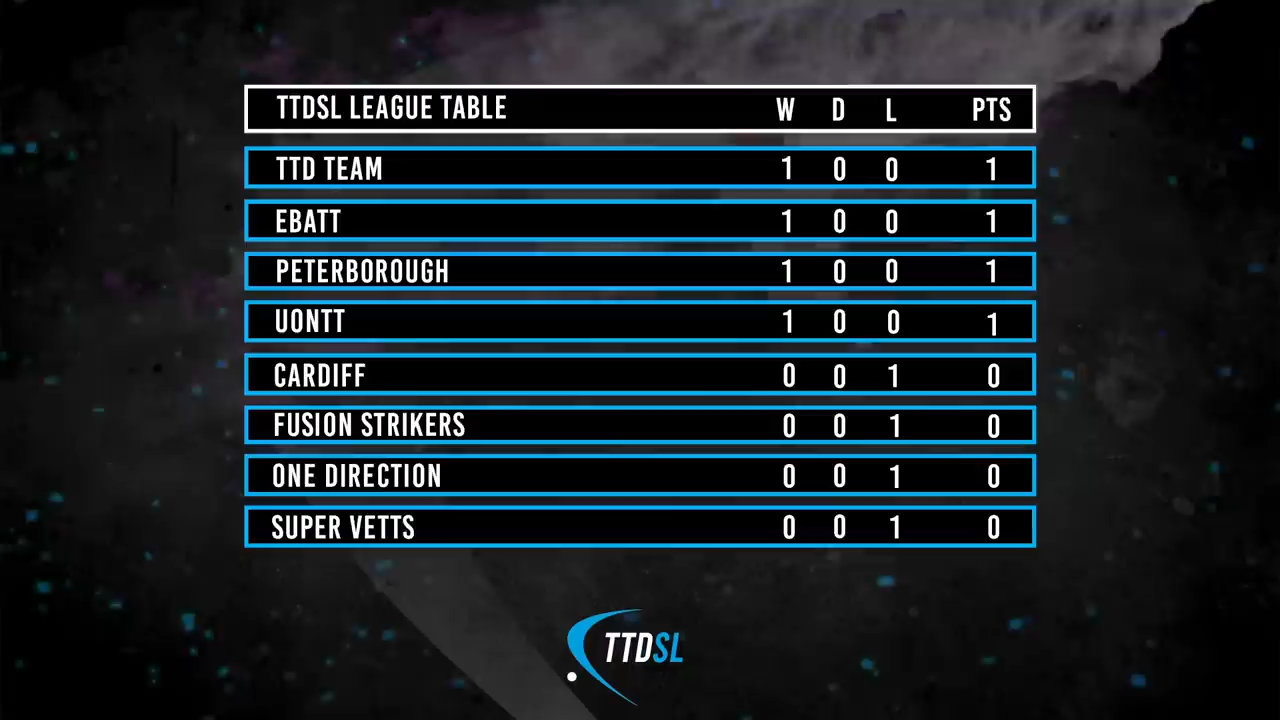 TTDSL LEAGUE TABLE W D L PTS
TTD TEAM 1 0 0 1
EBATT 1 0 0 1
PETERBOROUGH 1 0 0 1
UONTT 1 0 0 1
CARDIFF 0 0 1 0
FUSION STRIKERS 0 0 1 0
ONE DIRECTION 0 0 1 0
SUPER VETTS 0 0 1 0
TTDSL